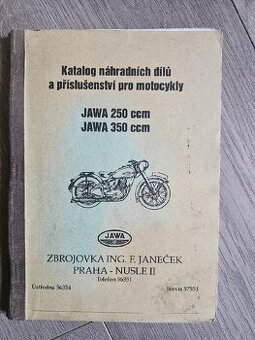 Katalog náhradních dílů
a příslušenství pro motocykly
JAWA 250 ccm
JAWA 350 ccm
JAWA
ZBROJOVKA ING. F. JANEČEK
PRAHA - NUSLE II
Telefon 56351
Ústředna 56354
Servis 57551